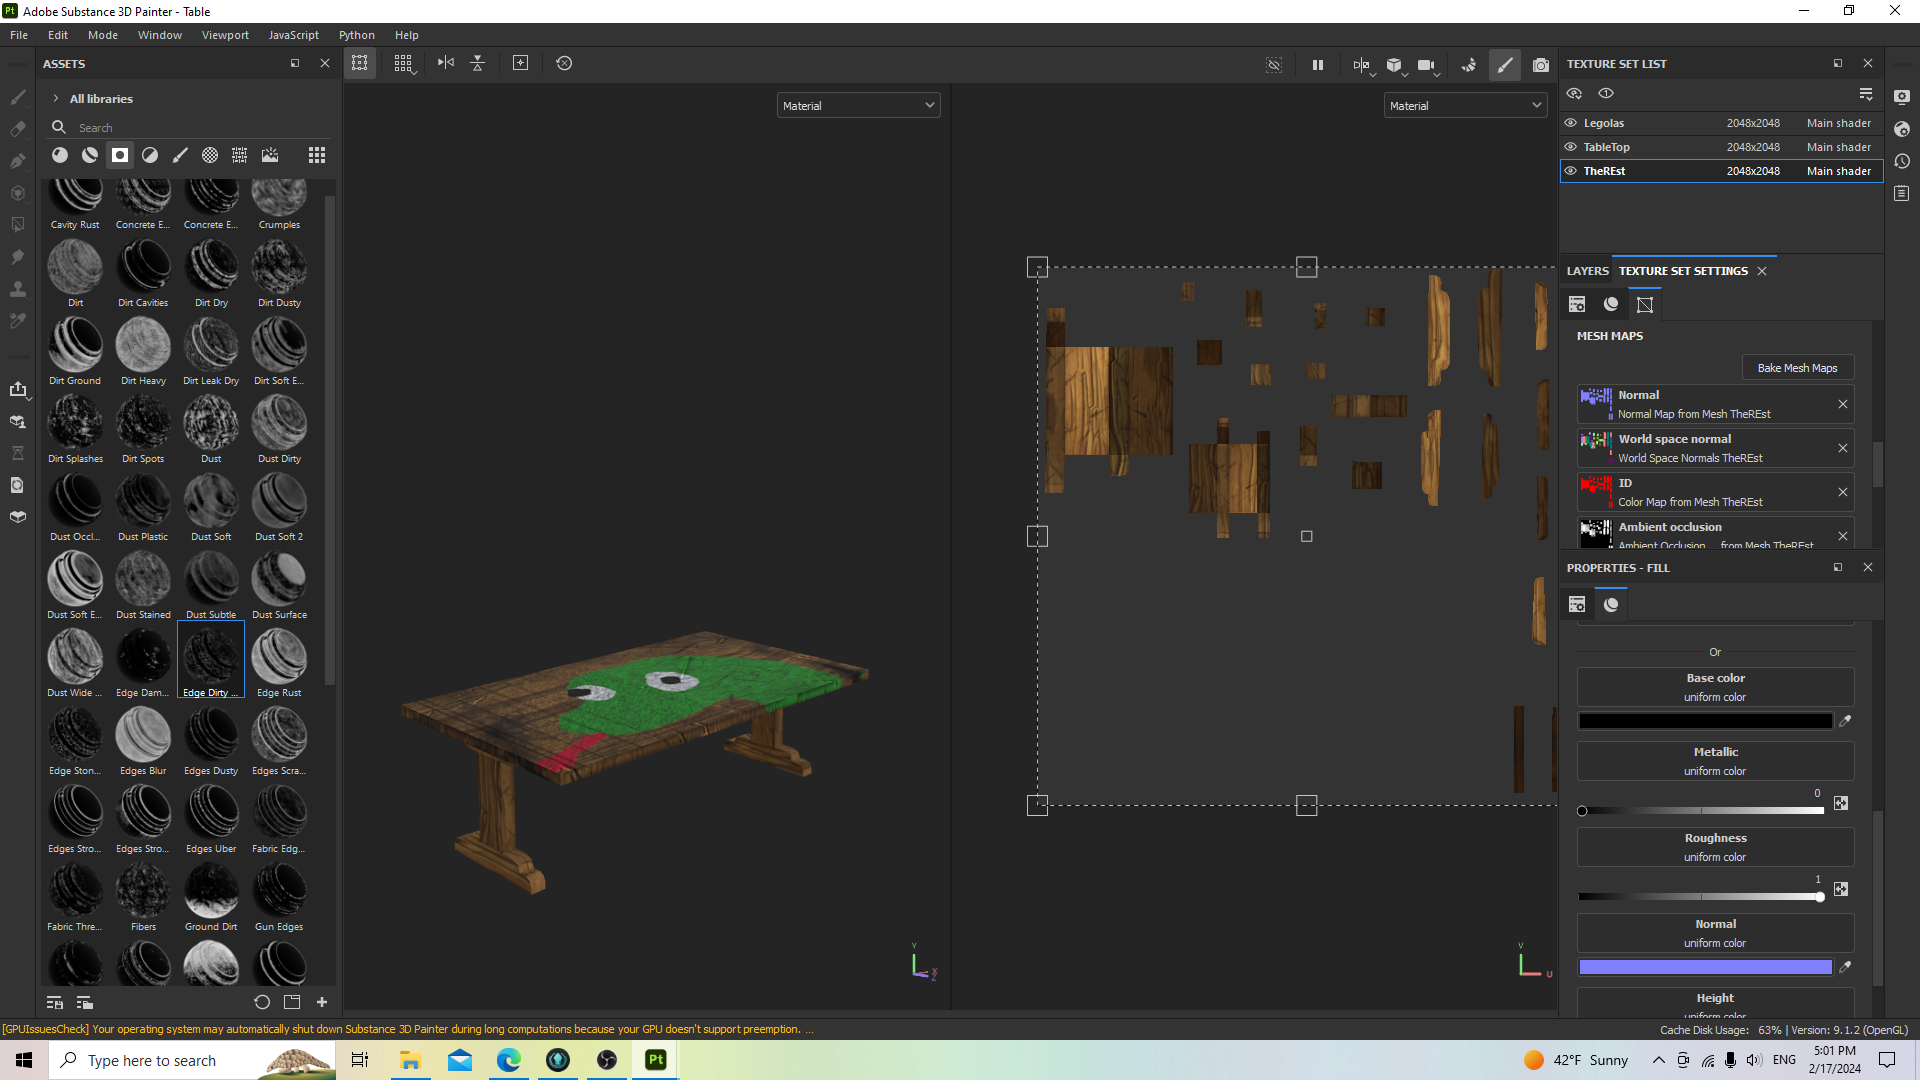 Adobe Substance 3D Painter - Table
File Edit Mode Window Viewport JavaScript Python Help
ASSETS
All libraries
Search
Cavity Rust Concrete E... Concrete E... Crumples
Dirt Dirt Cavities Dirt Dry Dirt Dusty
Dirt Ground Dirt Heavy Dirt Leak Dry Dirt Soft E...
Dirt Splashes Dirt Spots Dust Dust Dirty
Dust Occl... Dust Plastic Dust Soft Dust Soft 2
Dust Soft E... Dust Stained Dust Subtle Dust Surface
Dust Wide ... Edge Dam... Edge Dirty ... Edge Rust
Edge Ston... Edges Blur Edges Dusty Edges Scra...
Edges Stro... Edges Stro... Edges Uber Fabric Edg...
Fabric Thre... Fibers Ground Dirt Gun Edges
Material
Y
X
Z
Material
V
U
TEXTURE SET LIST
Legolas 2048x2048 Main shader
TableTop 2048x2048 Main shader
TheREst 2048x2048 Main shader
LAYERS TEXTURE SET SETTINGS
MESH MAPS
Bake Mesh Maps
Normal
Normal Map from Mesh TheREst
World space normal
World Space Normals TheREst
ID
Color Map from Mesh TheREst
Ambient occlusion
Ambient Occlusion ... from Mesh TheREst
PROPERTIES - FILL
Or
Base color
uniform color
Metallic
uniform color
0
Roughness
uniform color
1
Normal
uniform color
Height
uniform color
[GPUIssuesCheck] Your operating system may automatically shut down Substance 3D Painter during long computations because your GPU doesn't support preemption. ...
Cache Disk Usage: 63% | Version: 9.1.2 (OpenGL)
Type here to search
Pt
42°F Sunny
ENG
5:01 PM
2/17/2024